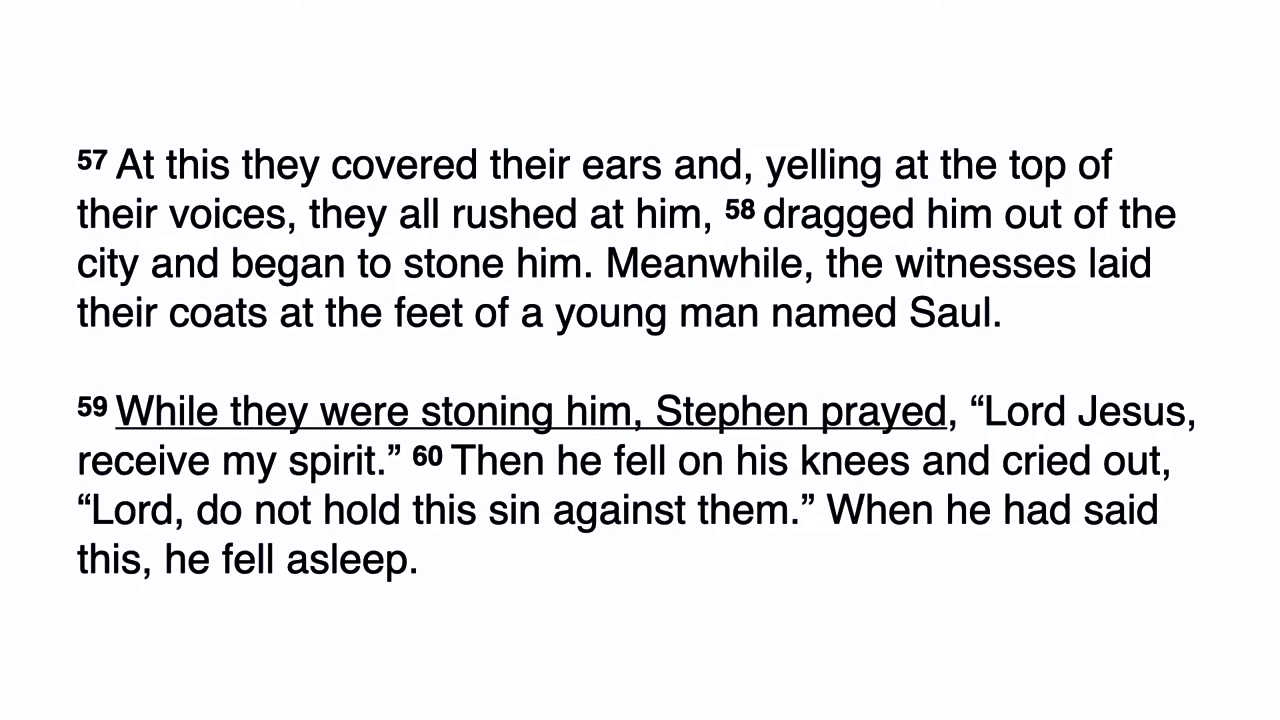 57 At this they covered their ears and, yelling at the top of
their voices, they all rushed at him, 58 dragged him out of the
city and began to stone him. Meanwhile, the witnesses laid
their coats at the feet of a young man named Saul.
59 While they were stoning him, Stephen prayed, “Lord Jesus,
receive my spirit.” 60 Then he fell on his knees and cried out,
“Lord, do not hold this sin against them.” When he had said
this, he fell asleep.